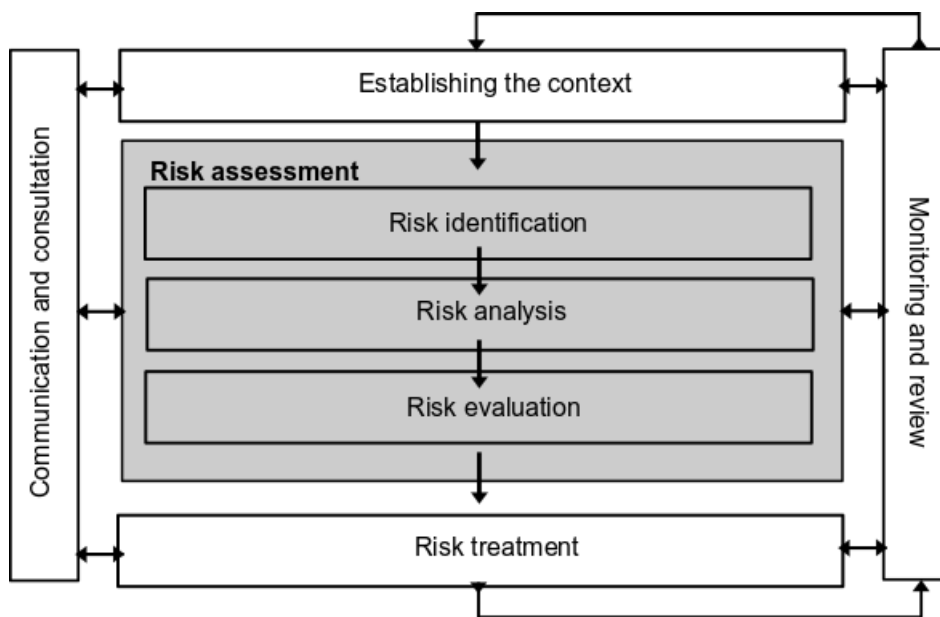 Establishing the context
Communication and consultation
Risk assessment
Risk identification
Risk analysis
Risk evaluation
Monitoring and review
Risk treatment